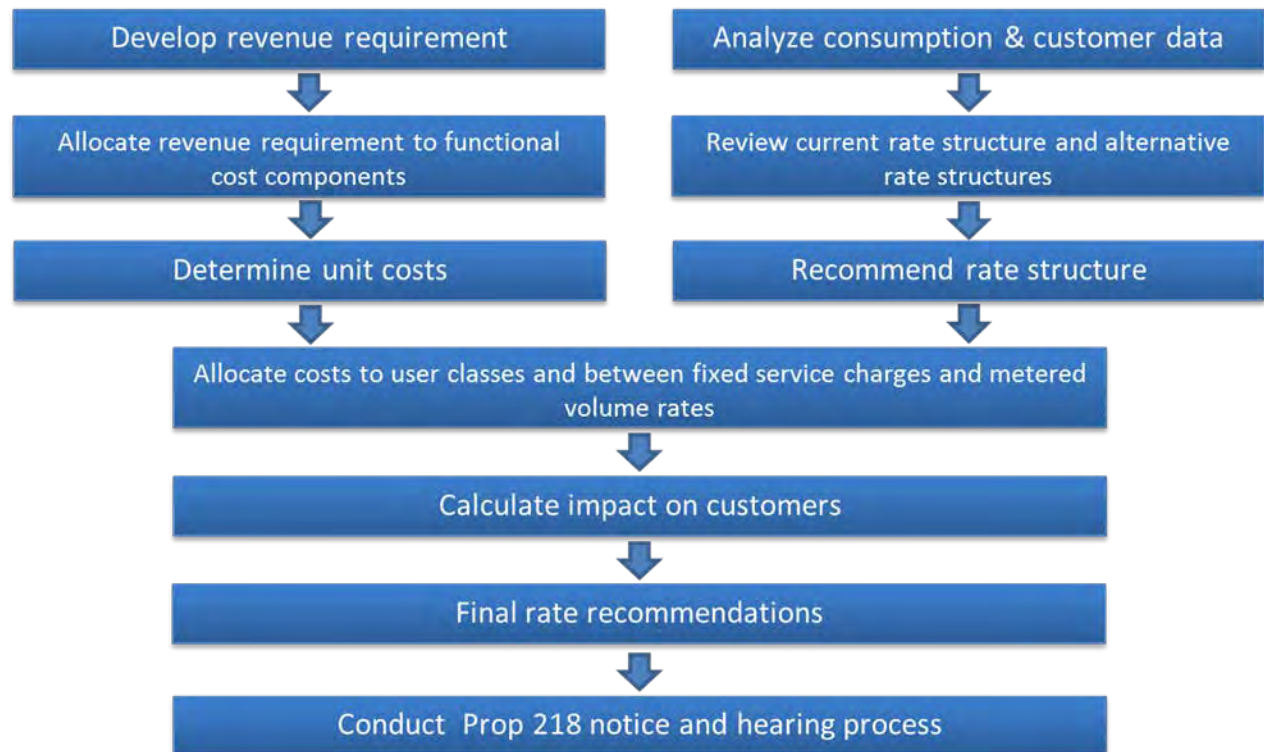 Develop revenue requirement
Analyze consumption & customer data
Allocate revenue requirement to functional
cost components
Review current rate structure and alternative
rate structures
Determine unit costs
Recommend rate structure
Allocate costs to user classes and between fixed service charges and metered
volume rates
Calculate impact on customers
Final rate recommendations
Conduct  Prop 218 notice and hearing process